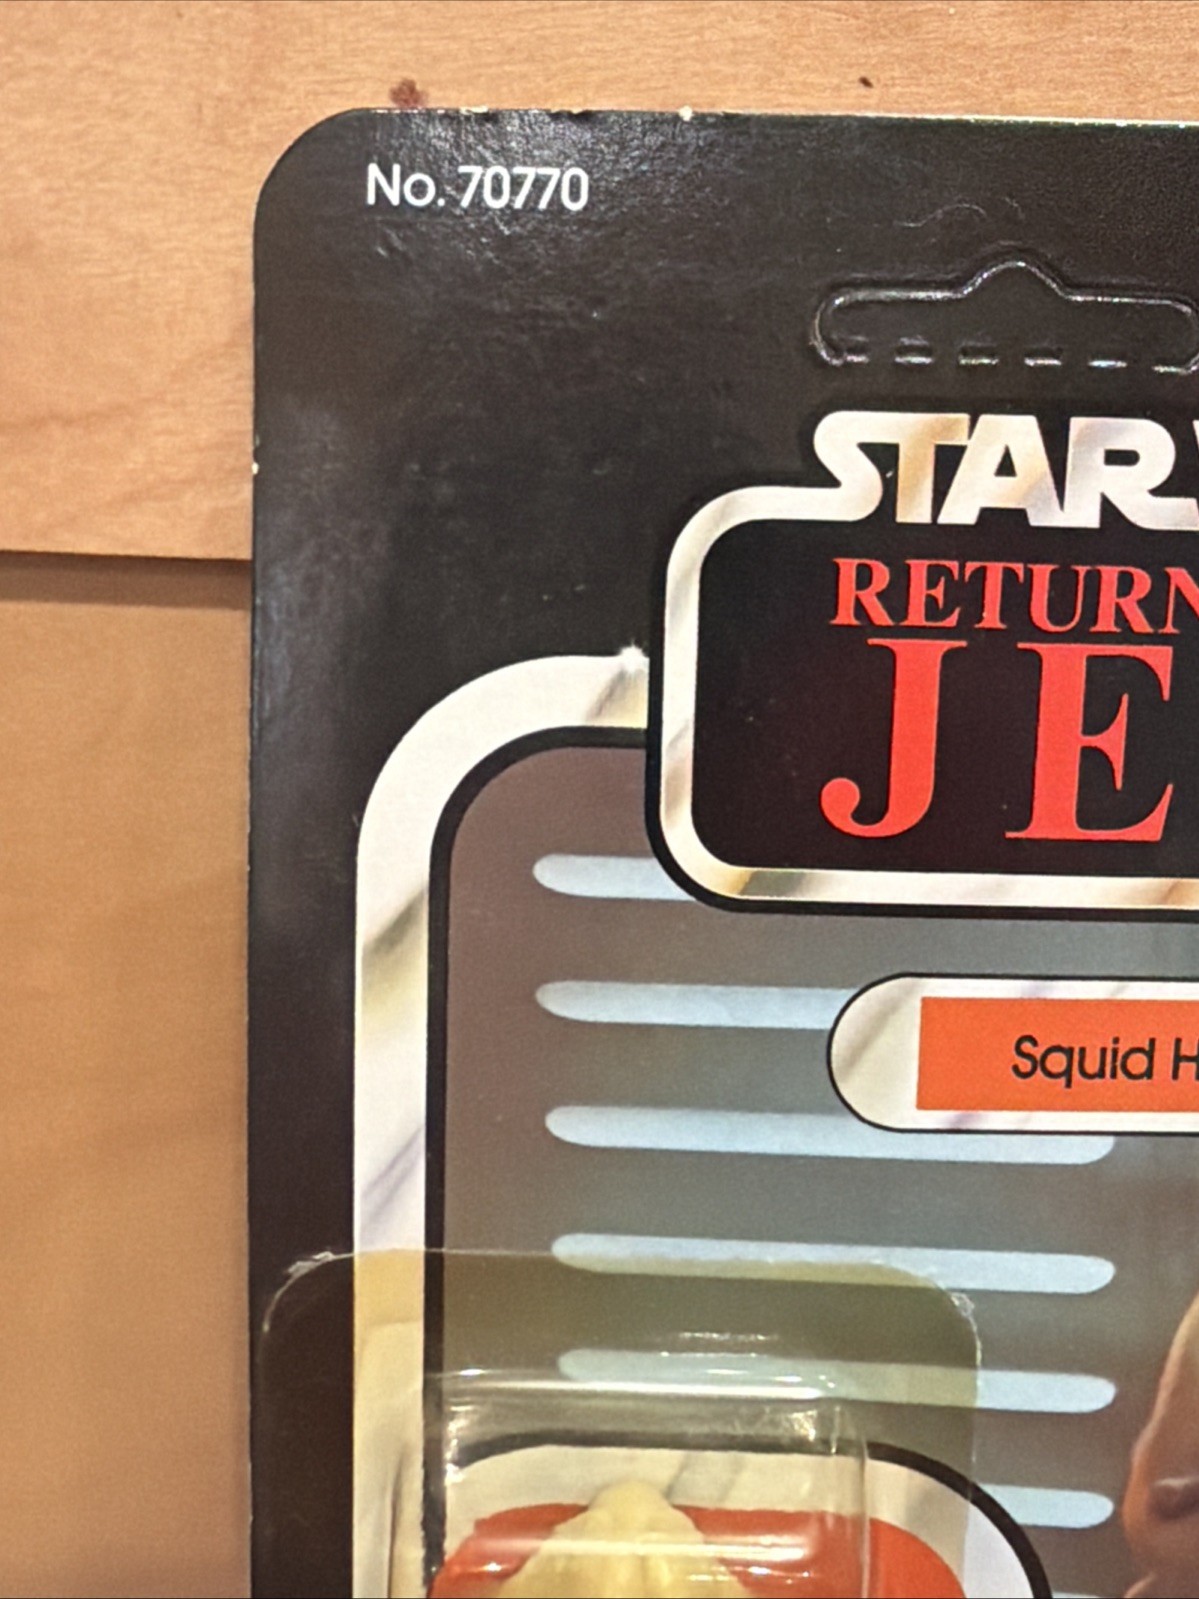 No. 70770
STAR
RETURN
JE
Squid H